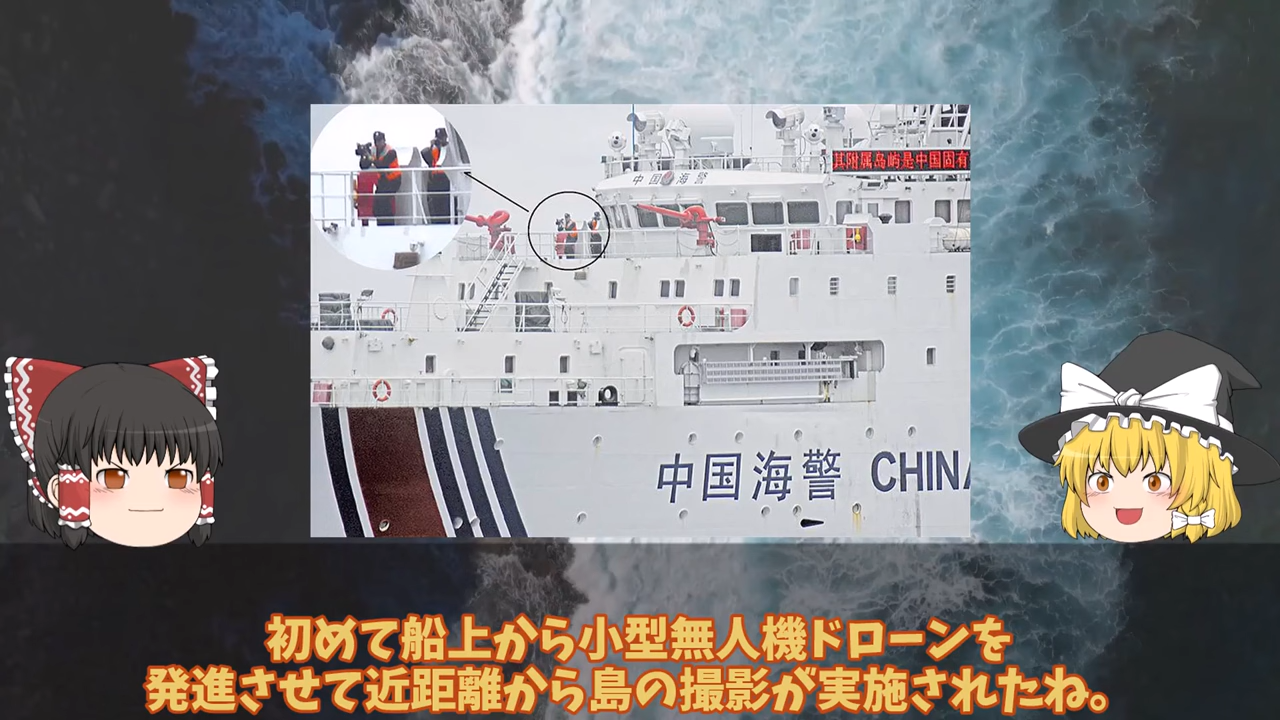 其附属岛屿是中国固有
中国海警
中国海警 CHINA
初めて船上から小型無人機ドローンを
発進させて近距離から島の撮影が実施されたね。